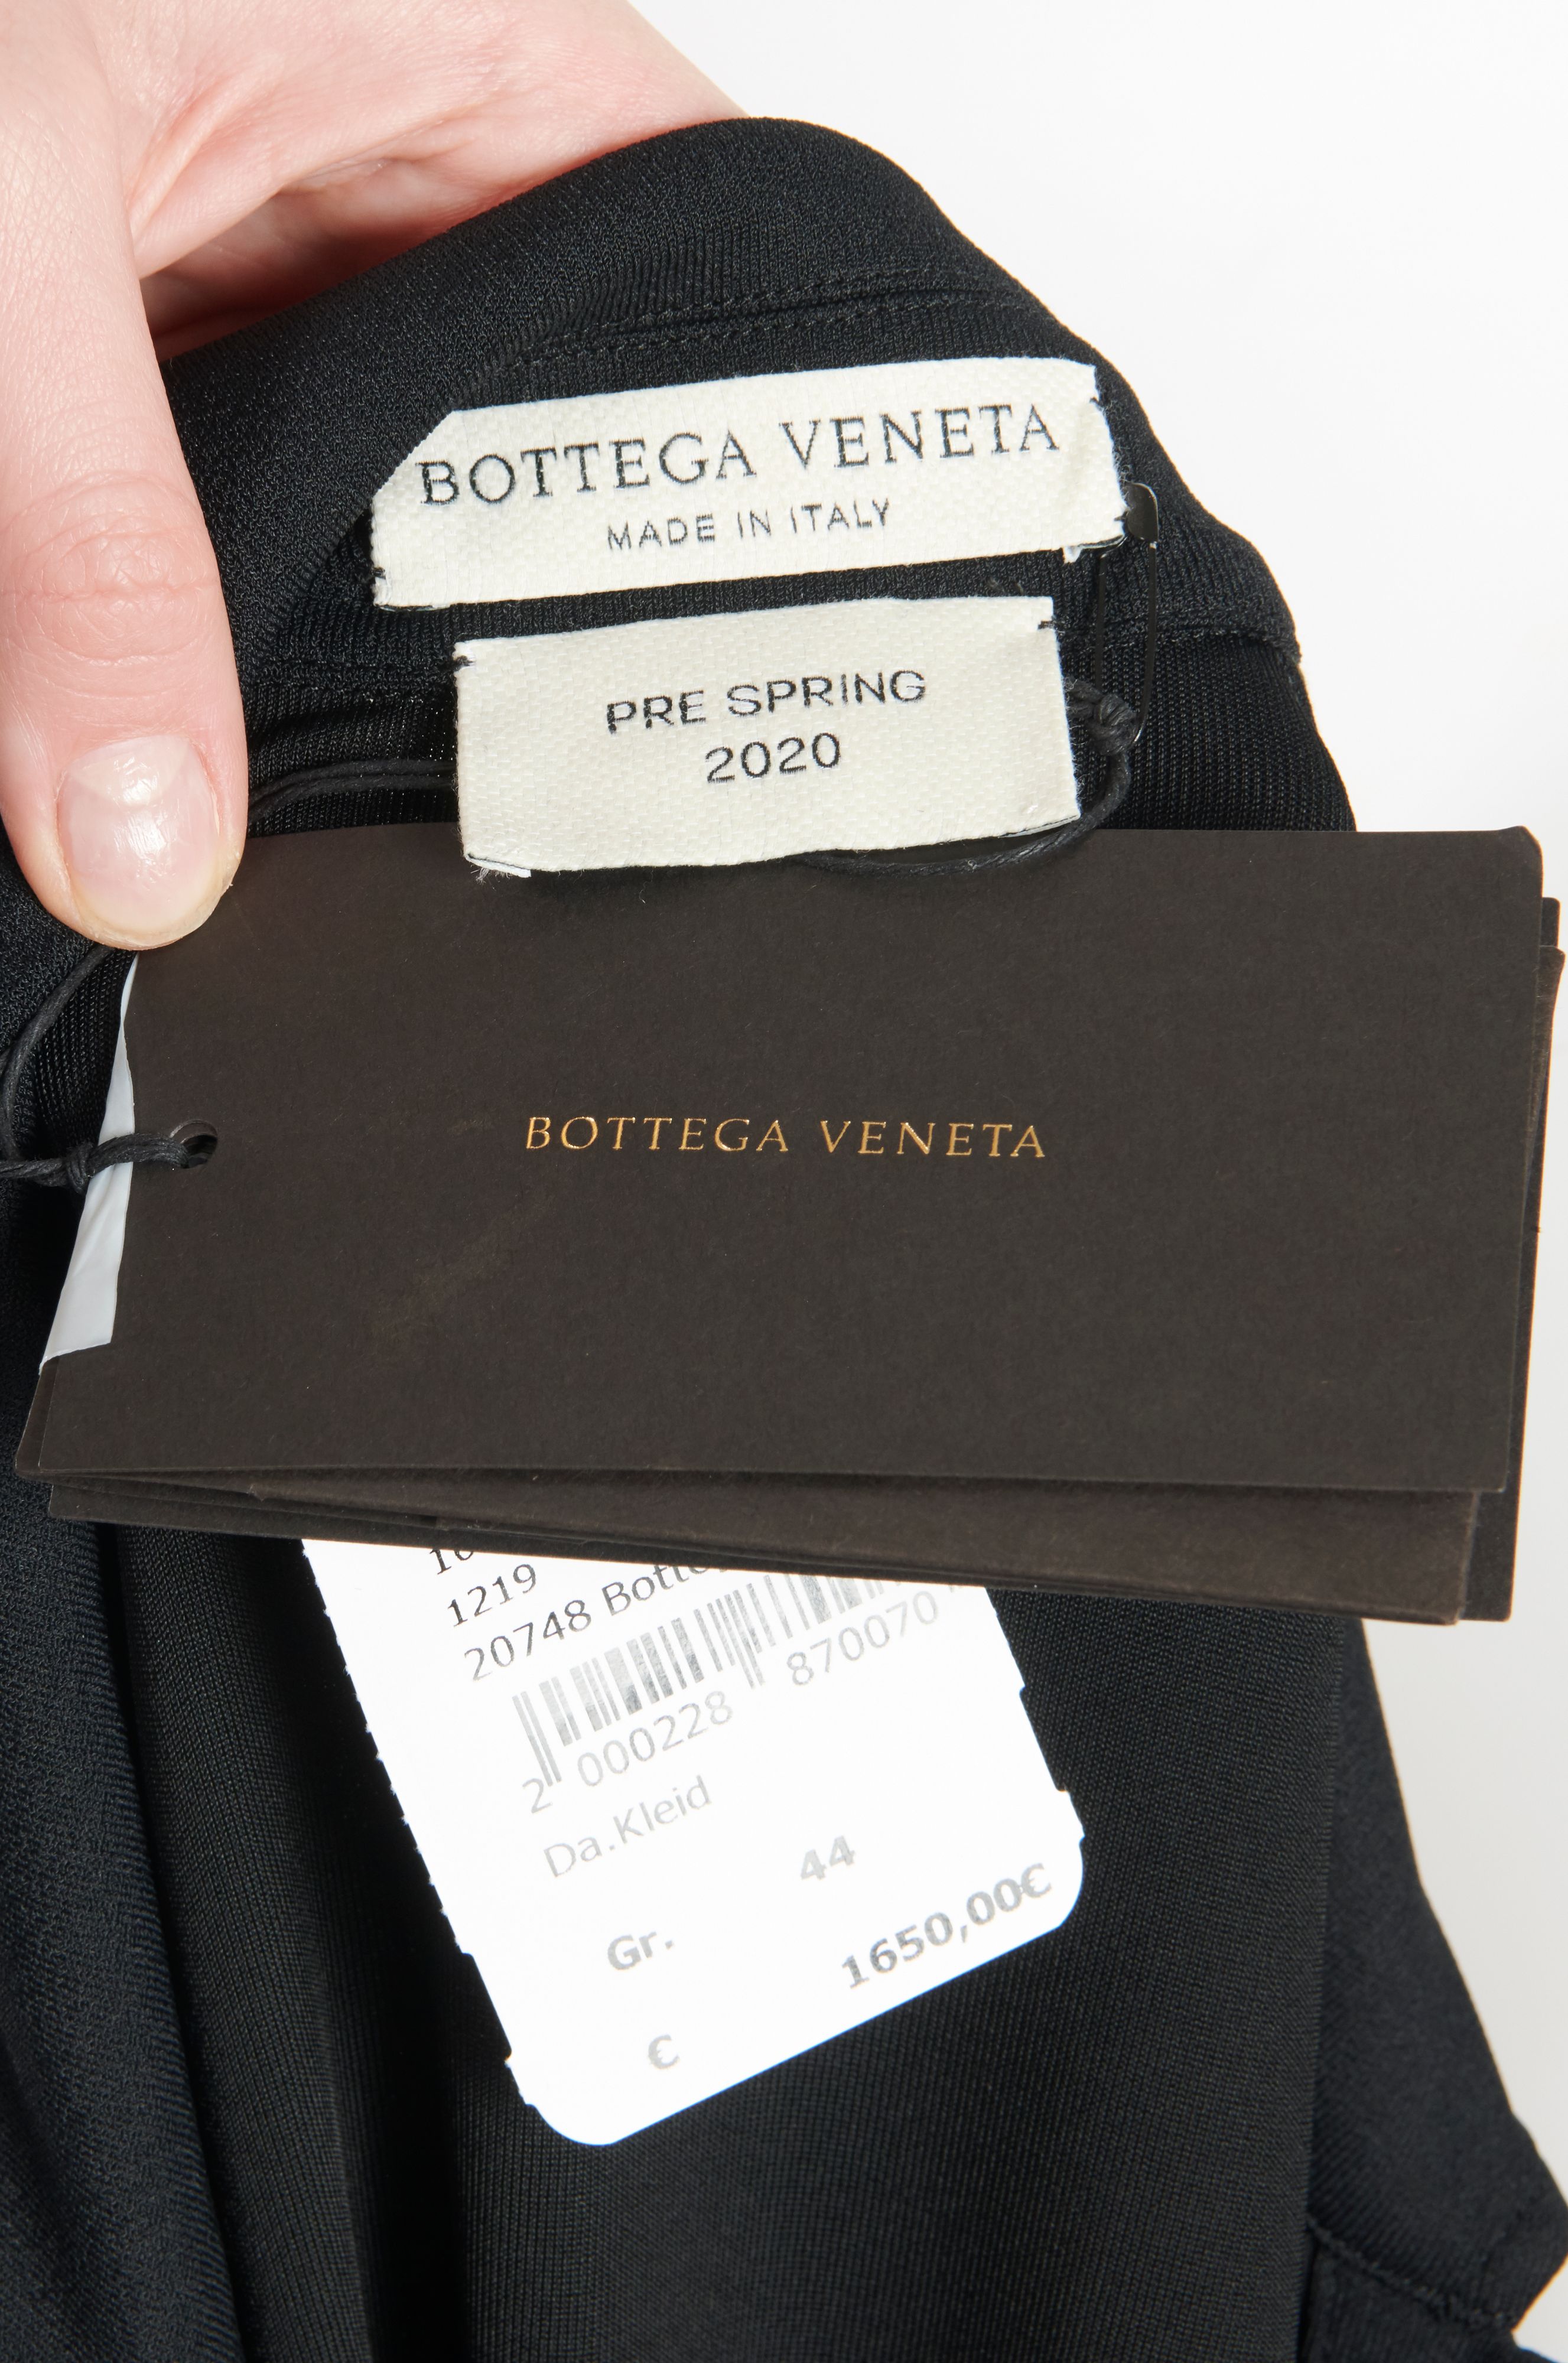 BOTTEGA VENETA
MADE IN ITALY
PRE SPRING
2020
BOTTEGA VENETA
1219
20748
2 000228 870070
Da.Kleid
Gr. 44
€ 1650,00€